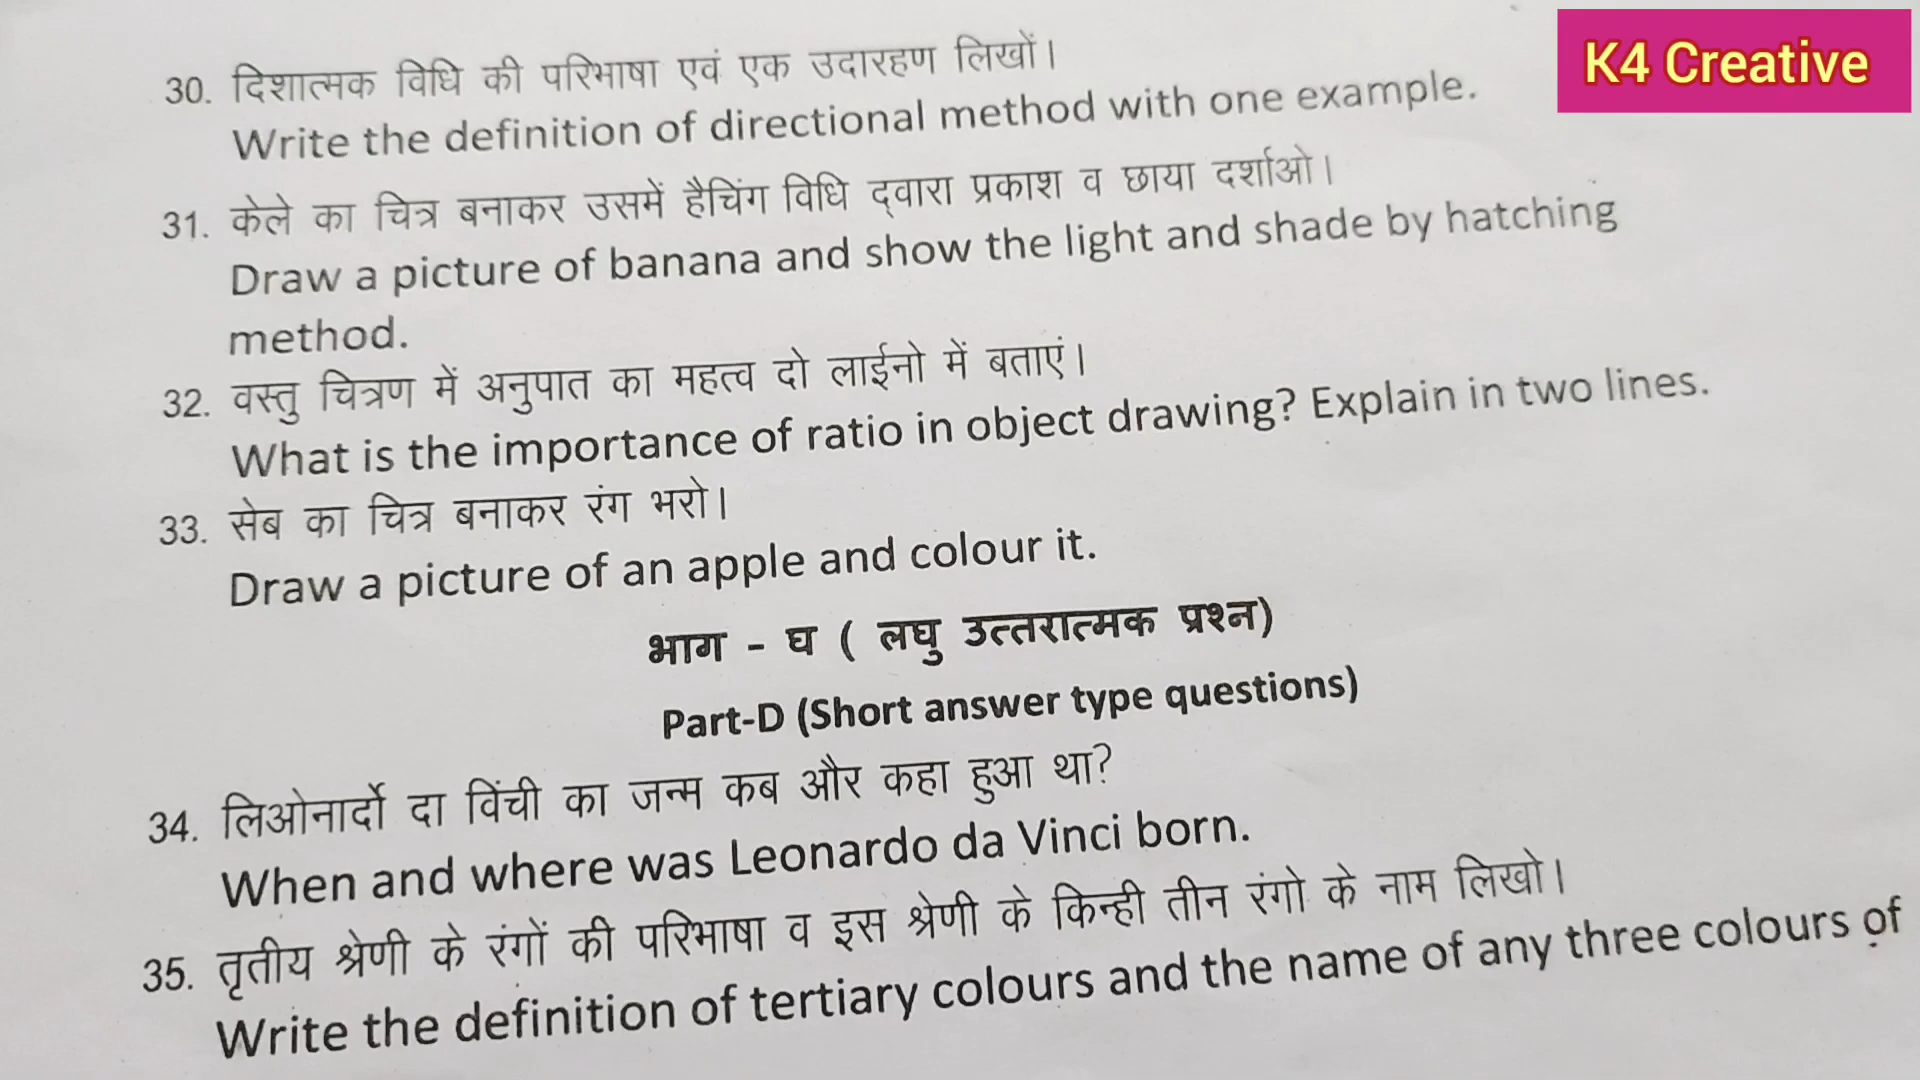 K4 Creative
30. दिशात्मक विधि की परिभाषा एवं एक उदारहण लिखों।
Write the definition of directional method with one example.
31. केले का चित्र बनाकर उसमें हैचिंग विधि द्वारा प्रकाश व छाया दर्शाओ।
Draw a picture of banana and show the light and shade by hatching
method.
32. वस्तु चित्रण में अनुपात का महत्व दो लाईनो में बताएं।
What is the importance of ratio in object drawing? Explain in two lines.
33. सेब का चित्र बनाकर रंग भरो।
Draw a picture of an apple and colour it.
भाग - घ ( लघु उत्तरात्मक प्रश्न)
Part-D (Short answer type questions)
34. लिओनार्दो दा विंची का जन्म कब और कहा हुआ था?
When and where was Leonardo da Vinci born.
35. तृतीय श्रेणी के रंगों की परिभाषा व इस श्रेणी के किन्ही तीन रंगो के नाम लिखो।
Write the definition of tertiary colours and the name of any three colours of